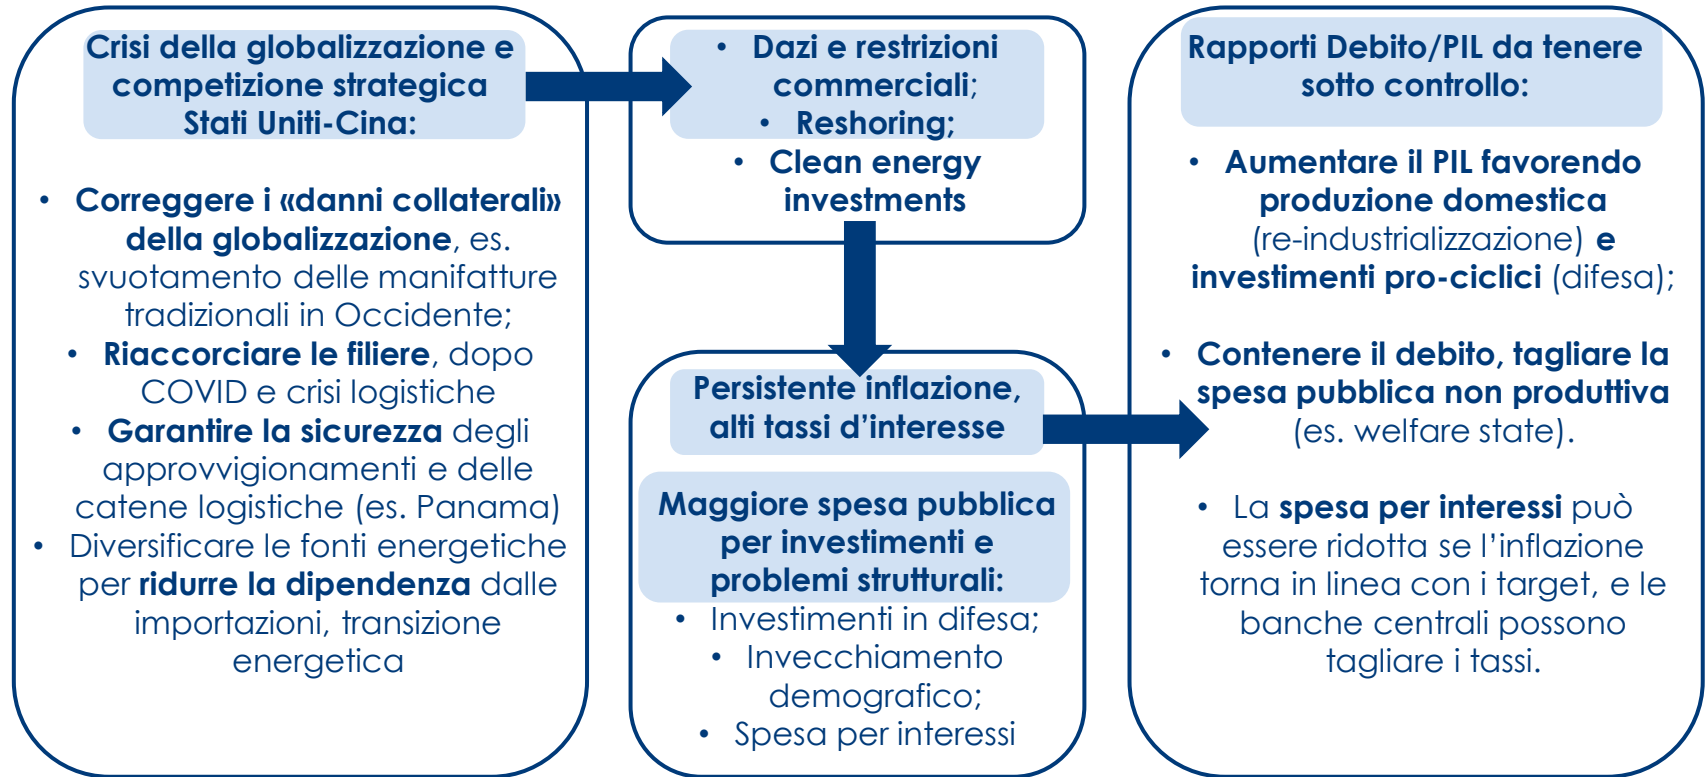 Crisi della globalizzazione e
competizione strategica
Stati Uniti-Cina:
• Correggere i «danni collaterali»
della globalizzazione, es.
svuotamento delle manifatture
tradizionali in Occidente;
• Riaccorciare le filiere, dopo
COVID e crisi logistiche
• Garantire la sicurezza degli
approvvigionamenti e delle
catene logistiche (es. Panama)
• Diversificare le fonti energetiche
per ridurre la dipendenza dalle
importazioni, transizione
energetica
• Dazi e restrizioni
commerciali;
• Reshoring;
• Clean energy
investments
Persistente inflazione,
alti tassi d’interesse
Maggiore spesa pubblica
per investimenti e
problemi strutturali:
• Investimenti in difesa;
• Invecchiamento
demografico;
• Spesa per interessi
Rapporti Debito/PIL da tenere
sotto controllo:
• Aumentare il PIL favorendo
produzione domestica
(re-industrializzazione) e
investimenti pro-ciclici (difesa);
• Contenere il debito, tagliare la
spesa pubblica non produttiva
(es. welfare state).
• La spesa per interessi può
essere ridotta se l’inflazione
torna in linea con i target, e le
banche centrali possono
tagliare i tassi.